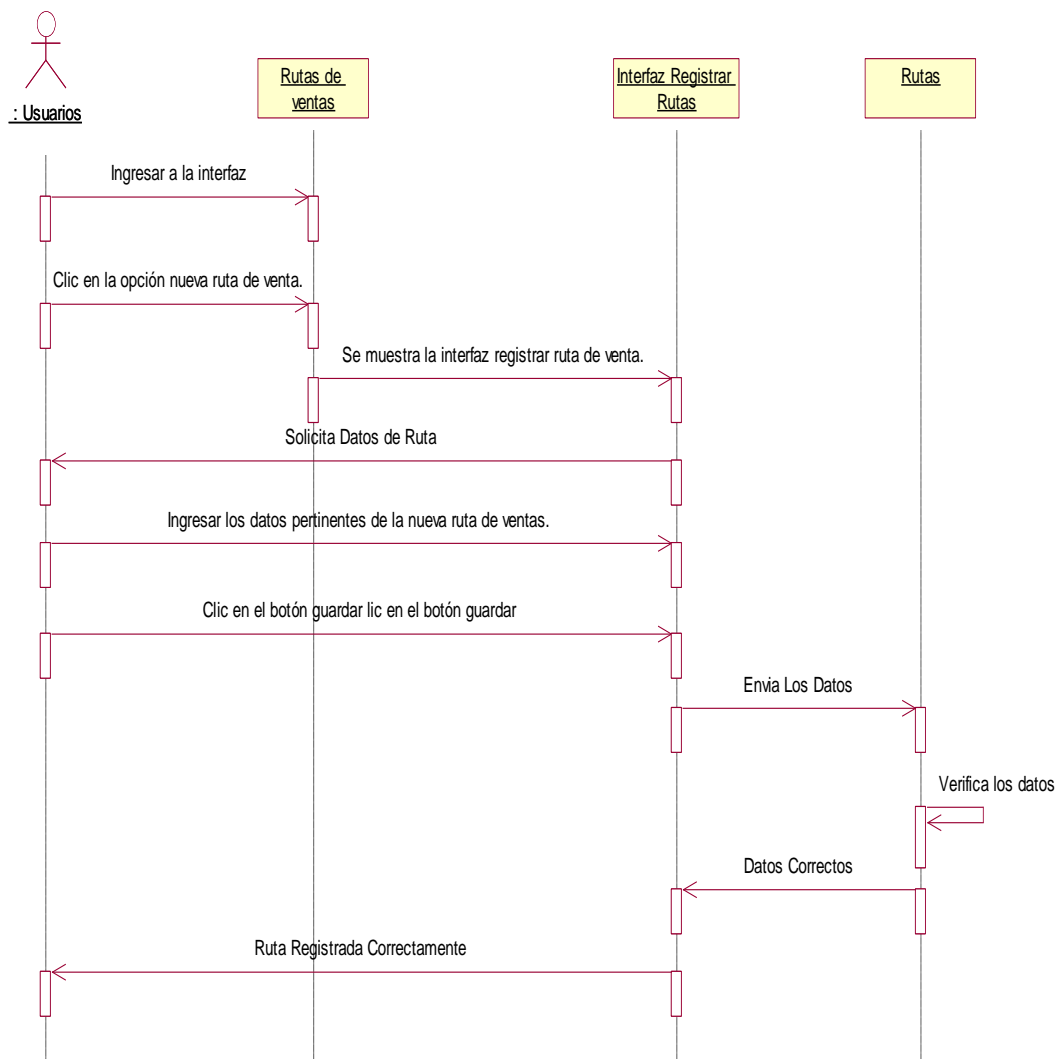 : Usuarios
Rutas de
ventas
Interfaz Registrar
Rutas
Rutas
Ingresar a la interfaz
Clic en la opción nueva ruta de venta.
Se muestra la interfaz registrar ruta de venta.
Solicita Datos de Ruta
Ingresar los datos pertinentes de la nueva ruta de ventas.
Clic en el botón guardar lic en el botón guardar
Envia Los Datos
Verifica los datos
Datos Correctos
Ruta Registrada Correctamente